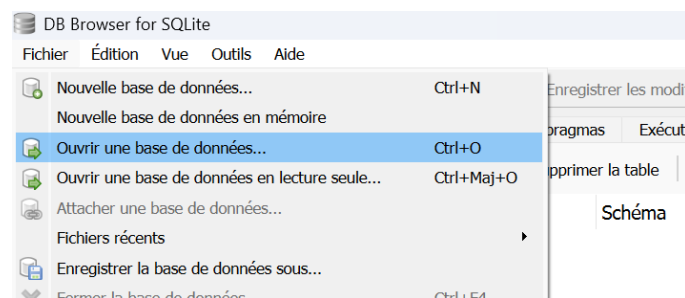 DB Browser for SQLite
Fichier Édition Vue Outils Aide
Nouvelle base de données... Ctrl+N
Enregistrer les modi
Nouvelle base de données en mémoire
pragmas Exécut
Ouvrir une base de données... Ctrl+O
Ouvrir une base de données en lecture seule... Ctrl+Maj+O
pprimer la table
Attacher une base de données...
Schéma
Fichiers récents
Enregistrer la base de données sous...
Fermer la base de données Ctrl+F4